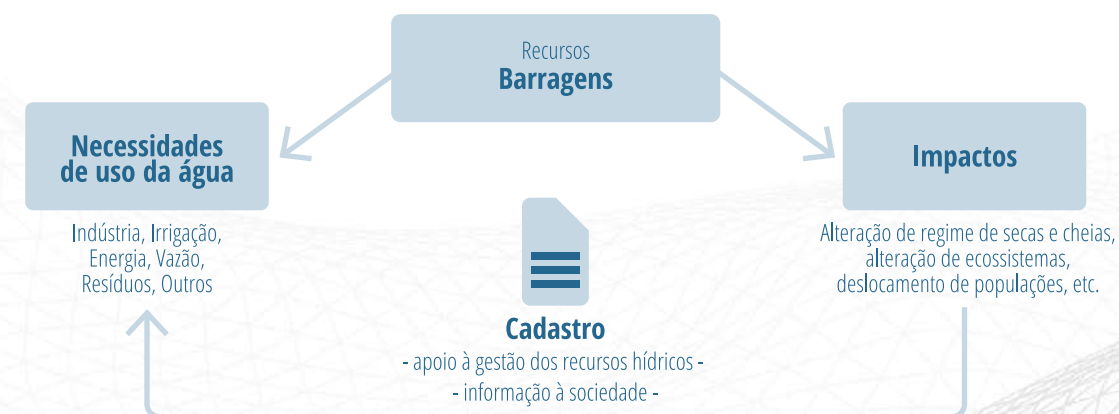 Recursos
Barragens
Necessidades
de uso da água
Indústria, Irrigação,
Energia, Vazão,
Resíduos, Outros
Impactos
Alteração de regime de secas e cheias,
alteração de ecossistemas,
deslocamento de populações, etc.
Cadastro
- apoio à gestão dos recursos hídricos -
- informação à sociedade -